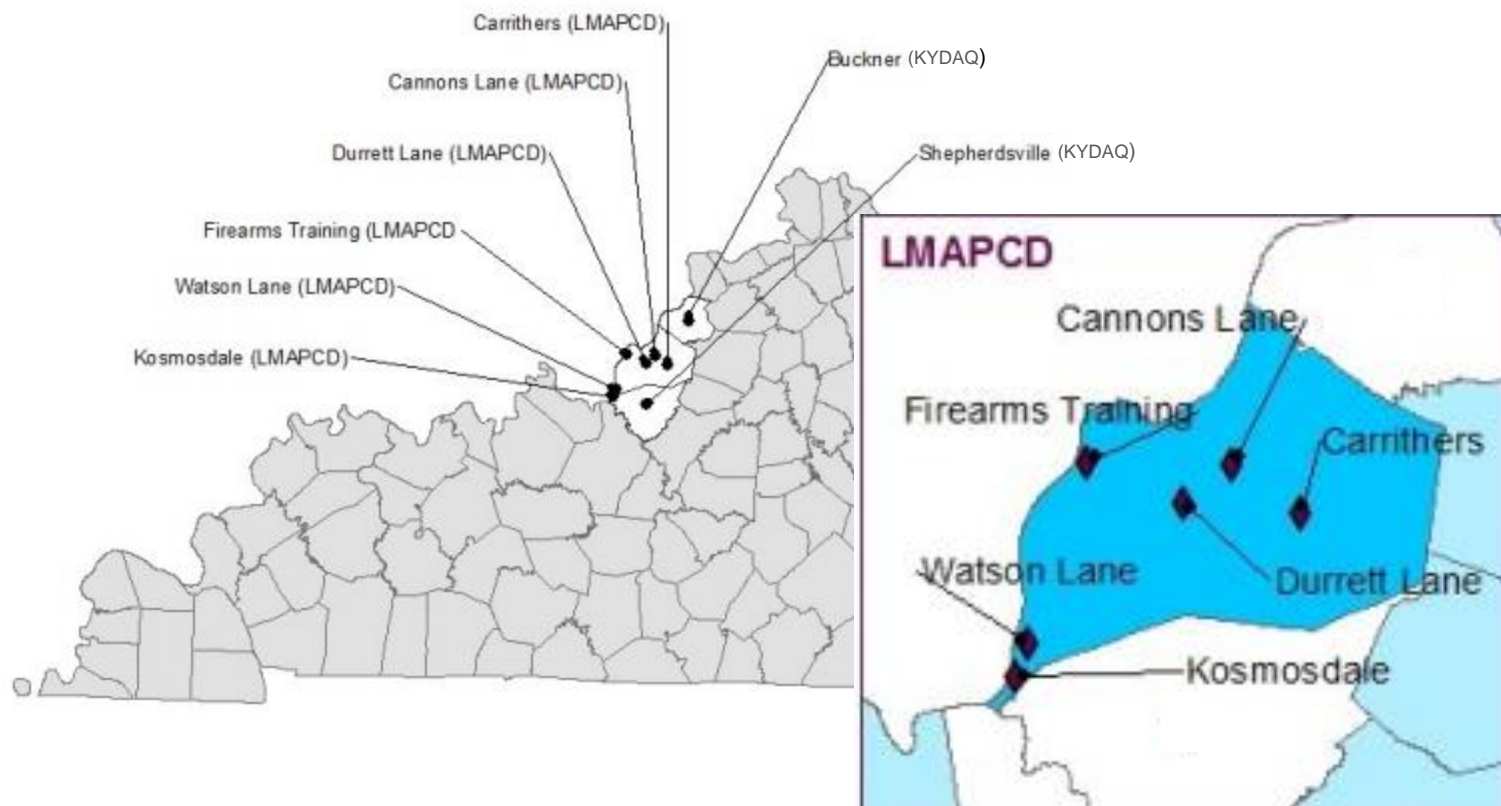 Carrithers (LMAPCD)
Buckner (KYDAQ)
Cannons Lane (LMAPCD)
Durrett Lane (LMAPCD)
Shepherdsville (KYDAQ)
Firearms Training (LMAPCD
Watson Lane (LMAPCD)
Kosmosdale (LMAPCD)
LMAPCD
Cannons Lane
Firearms Training
Carrithers
Watson Lane
Durrett Lane
Kosmosdale